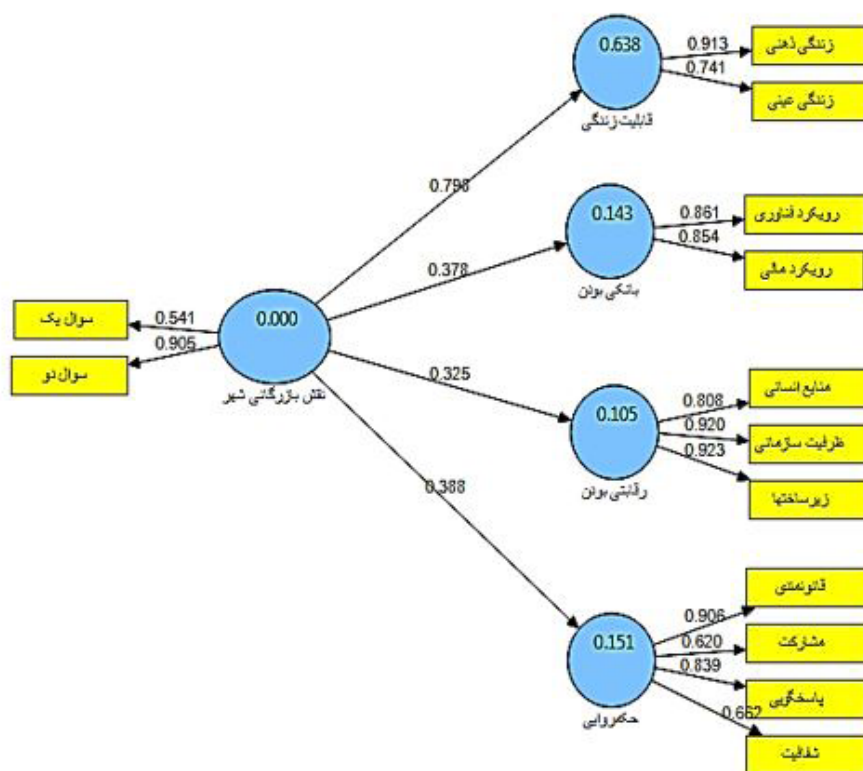 0.638
قابلیت زندگی
0.913
زندگی ذهنی
0.741
زندگی عینی
0.798
0.143
بانکی بودن
0.861
رویکرد فناوری
0.854
رویکرد مالی
0.378
سوال یک
0.541
سوال دو
0.905
0.000
نقش بازرگانی شهر
0.325
0.105
رقابتی بودن
0.808
منابع انسانی
0.920
ظرفیت سازمانی
0.923
زیرساختها
0.388
0.151
حکمروایی
0.906
قانونمندی
0.620
مشارکت
0.839
پاسخگویی
0.662
شفافیت